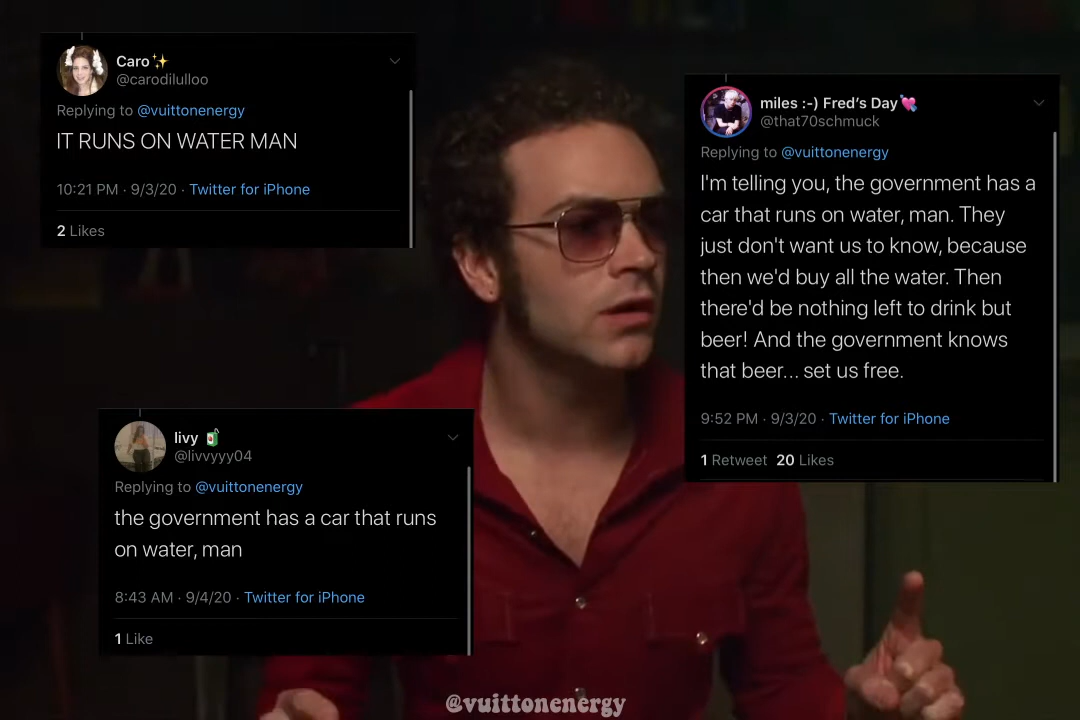 Caro✨
@carodilulloo
Replying to @vuittonenergy
IT RUNS ON WATER MAN
10:21 PM · 9/3/20 · Twitter for iPhone
2 Likes
miles :-) Fred's Day💘
@that70schmuck
Replying to @vuittonenergy
I'm telling you, the government has a
car that runs on water, man. They
just don't want us to know, because
then we'd buy all the water. Then
there'd be nothing left to drink but
beer! And the government knows
that beer... set us free.
9:52 PM · 9/3/20 · Twitter for iPhone
1 Retweet 20 Likes
livy 🧃
@livvyyy04
Replying to @vuittonenergy
the government has a car that runs
on water, man
8:43 AM · 9/4/20 · Twitter for iPhone
1 Like
@vuittonenergy